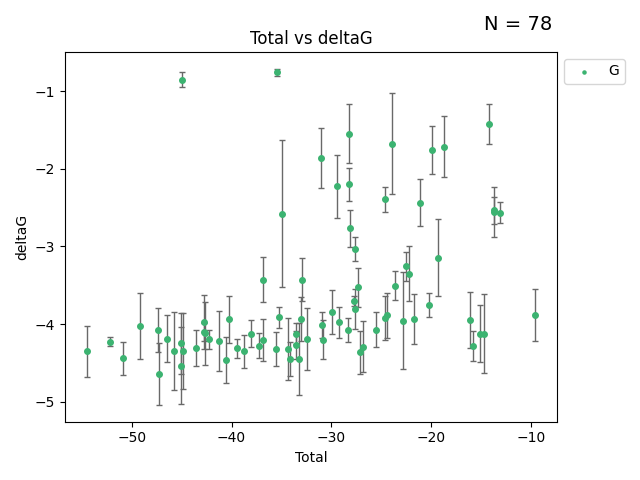 N = 78
Total vs deltaG
G
−1
−2
−3
−4
−5
deltaG
−50 −40 −30 −20 −10
Total